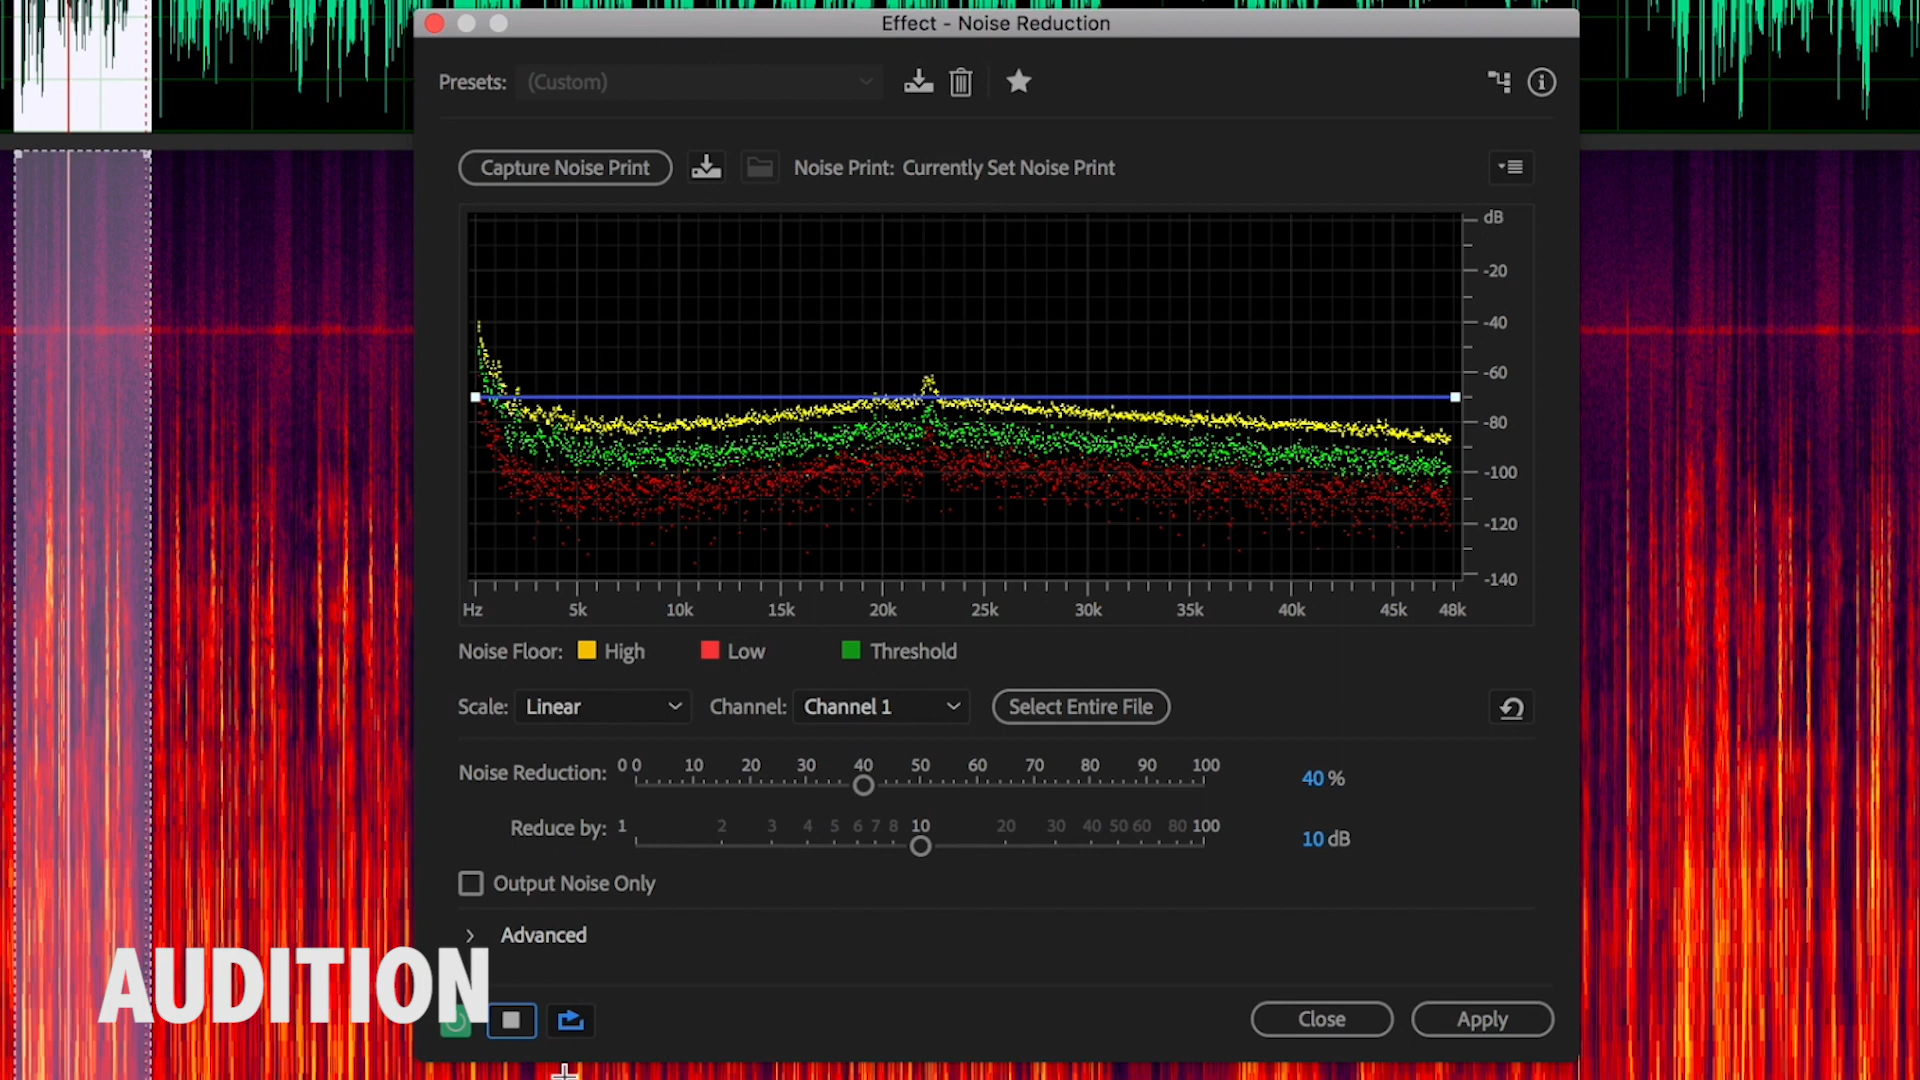 Effect - Noise Reduction
Presets: (Custom)
Capture Noise Print Noise Print: Currently Set Noise Print
dB
-20
-40
-60
-80
-100
-120
-140
Hz 5k 10k 15k 20k 25k 30k 35k 40k 45k 48k
Noise Floor: High Low Threshold
Scale: Linear Channel: Channel 1 Select Entire File
Noise Reduction: 0 0 10 20 30 40 50 60 70 80 90 100 40 %
Reduce by: 1 2 3 4 5 6 7 8 10 20 30 40 50 60 80 100 10 dB
Output Noise Only
Advanced
AUDITION
Close Apply